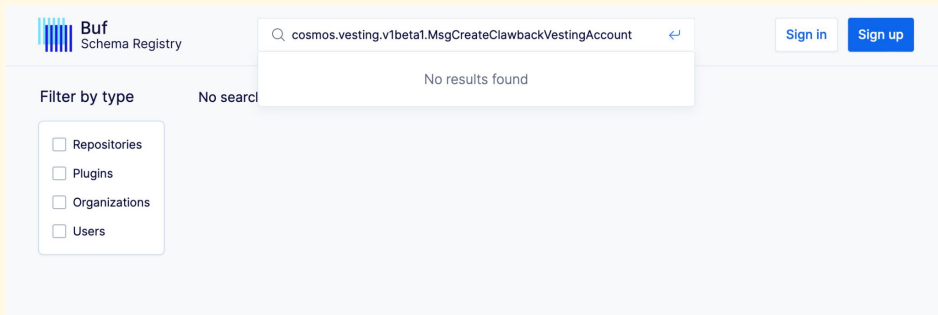 Buf
Schema Registry
cosmos.vesting.v1beta1.MsgCreateClawbackVestingAccount
Sign in
Sign up
No results found
Filter by type
No searc
Repositories
Plugins
Organizations
Users